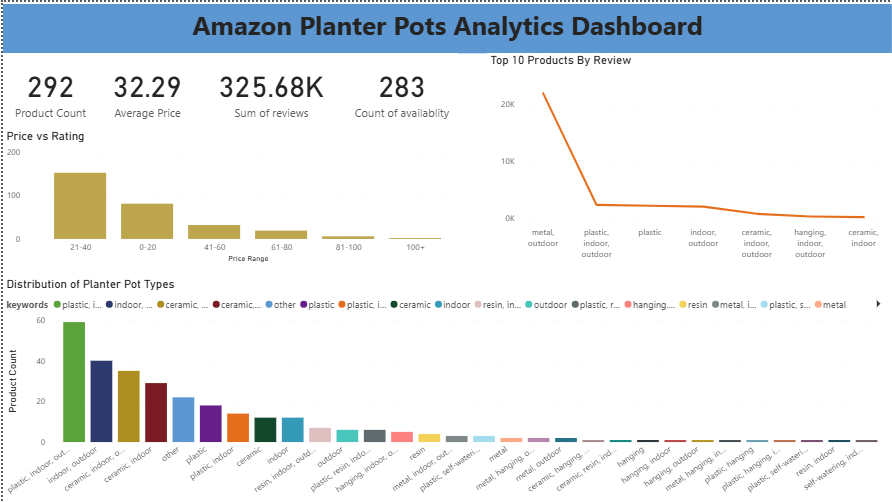 Amazon Planter Pots Analytics Dashboard
292
Product Count
32.29
Average Price
325.68K
Sum of reviews
283
Count of availablity
Top 10 Products By Review
20K
10K
0K
metal, outdoor
plastic, indoor, outdoor
plastic
indoor, outdoor
ceramic, indoor, outdoor
hanging, indoor, outdoor
ceramic, indoor
Price vs Rating
200
100
0
21-40
0-20
41-60
61-80
81-100
100+
Price Range
Distribution of Planter Pot Types
keywords plastic, i... indoor, ... ceramic, ... ceramic,... other plastic plastic, i... ceramic indoor resin, in... outdoor plastic, r... hanging,... resin metal, i... plastic, s... metal
Product Count
60
40
20
0
plastic, indoor, out...
indoor, outdoor
ceramic, indoor, o...
ceramic, indoor
other
plastic
plastic, indoor
ceramic
indoor
resin, indoor, outd...
outdoor
plastic, resin, indo...
hanging, indoor, o...
resin
metal, indoor, out...
plastic, self-wateri...
metal
metal, hanging, o...
metal, outdoor
ceramic, hanging, ...
ceramic, resin, ind...
hanging
hanging, indoor
hanging, outdoor
metal, hanging, in...
plastic, hanging
plastic, hanging, i...
plastic, self-wateri...
resin, indoor
self-watering, ind...